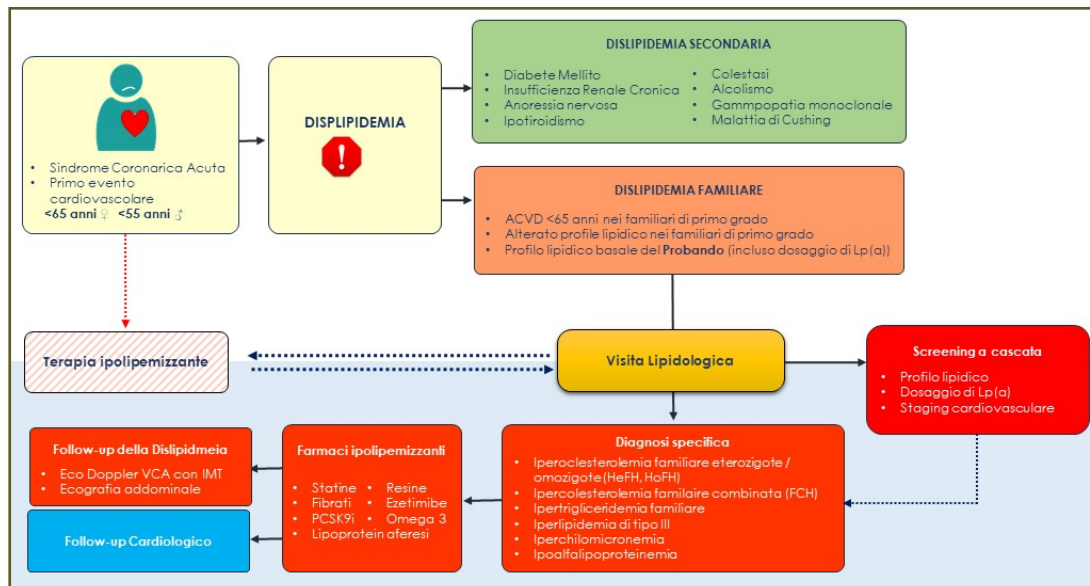 Sindrome Coronarica Acuta
Primo evento
cardiovascolare
<65 anni ♀ <55 anni ♂
DISPLIPIDEMIA
!
DISLIPIDEMIA SECONDARIA
Diabete Mellito
Insufficienza Renale Cronica
Anoressia nervosa
Ipotiroidismo
Colestasi
Alcolismo
Gammpopatia monoclonale
Malattia di Cushing
DISLIPIDEMIA FAMILIARE
ACVD <65 anni nei familiari di primo grado
Alterato profile lipidico nei familiari di primo grado
Profilo lipidico basale del Probando (incluso dosaggio di Lp(a))
Terapia ipolipemizzante
Visita Lipidologica
Screening a cascata
Profilo lipidico
Dosaggio di Lp(a)
Staging cardiovasculare
Follow-up della Dislipidmeia
Eco Doppler VCA con IMT
Ecografia addominale
Follow-up Cardiologico
Farmaci ipolipemizzanti
Statine
Fibrati
PCSK9i
Lipoprotein aferesi
Resine
Ezetimibe
Omega 3
Diagnosi specifica
Iperoclesterolemia familiare eterozigote /
omozigote (HeFH, HoFH)
Ipercolesterolemia familaire combinata (FCH)
Ipertrigliceridemia familiare
Iperlipidemia di tipo III
Iperchilomicronemia
Ipoalfalipoproteinemia